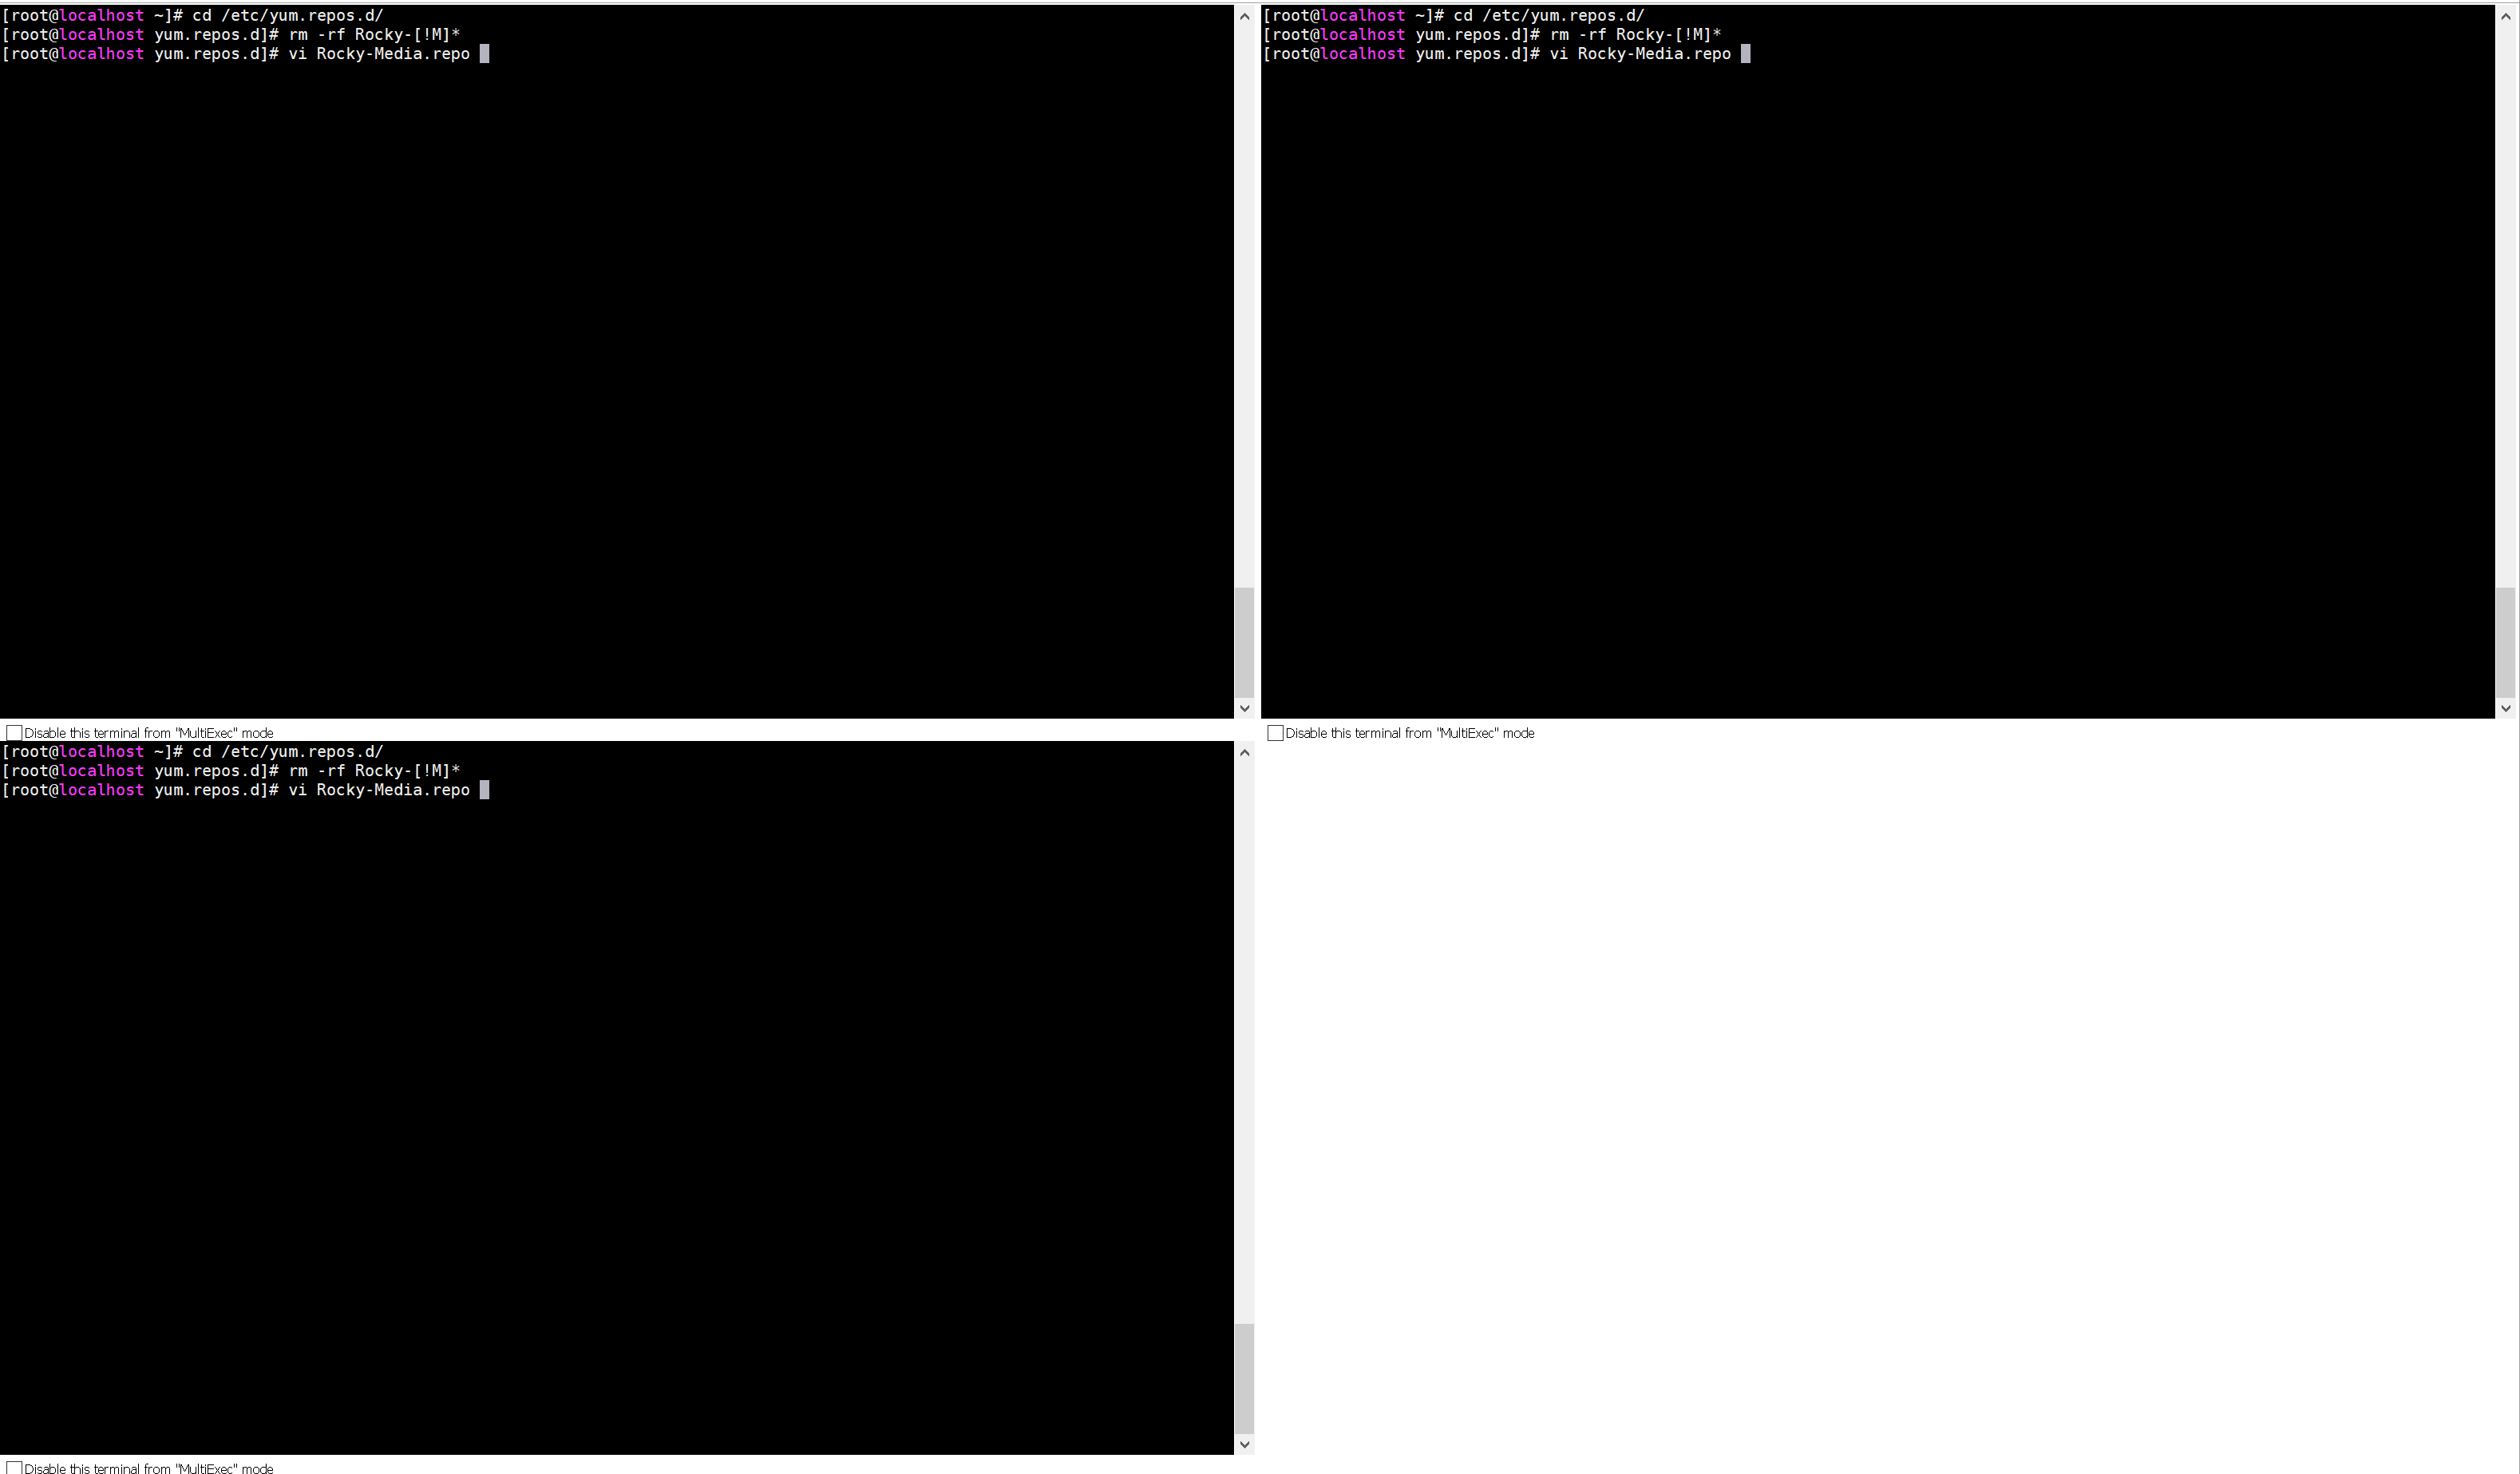 [root@localhost ~]# cd /etc/yum.repos.d/
[root@localhost yum.repos.d]# rm -rf Rocky-[!M]*
[root@localhost yum.repos.d]# vi Rocky-Media.repo
Disable this terminal from "MultiExec" mode
[root@localhost ~]# cd /etc/yum.repos.d/
[root@localhost yum.repos.d]# rm -rf Rocky-[!M]*
[root@localhost yum.repos.d]# vi Rocky-Media.repo
Disable this terminal from "MultiExec" mode
[root@localhost ~]# cd /etc/yum.repos.d/
[root@localhost yum.repos.d]# rm -rf Rocky-[!M]*
[root@localhost yum.repos.d]# vi Rocky-Media.repo
Disable this terminal from "MultiExec" mode